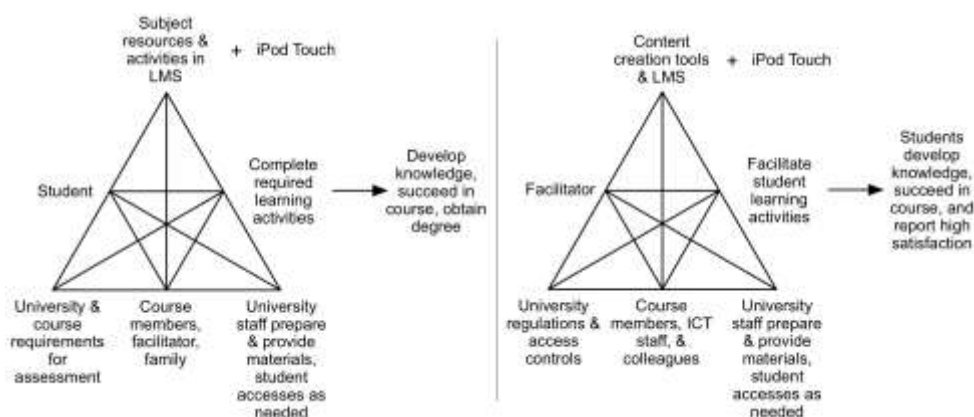 Subject
resources &
activities in
LMS
+ iPod Touch
Student
Complete
required
learning
activities
Develop
knowledge,
succeed in
course, obtain
degree
University &
course
requirements
for
assessment
Course
members,
facilitator,
family
University
staff prepare
& provide
materials,
student
accesses as
needed
Content
creation tools
& LMS
+ iPod Touch
Facilitator
Facilitate
student
learning
activities
Students
develop
knowledge,
succeed in
course, and
report high
satisfaction
University
regulations &
access
controls
Course
members, ICT
staff, &
colleagues
University
staff prepare
& provide
materials,
student
accesses as
needed